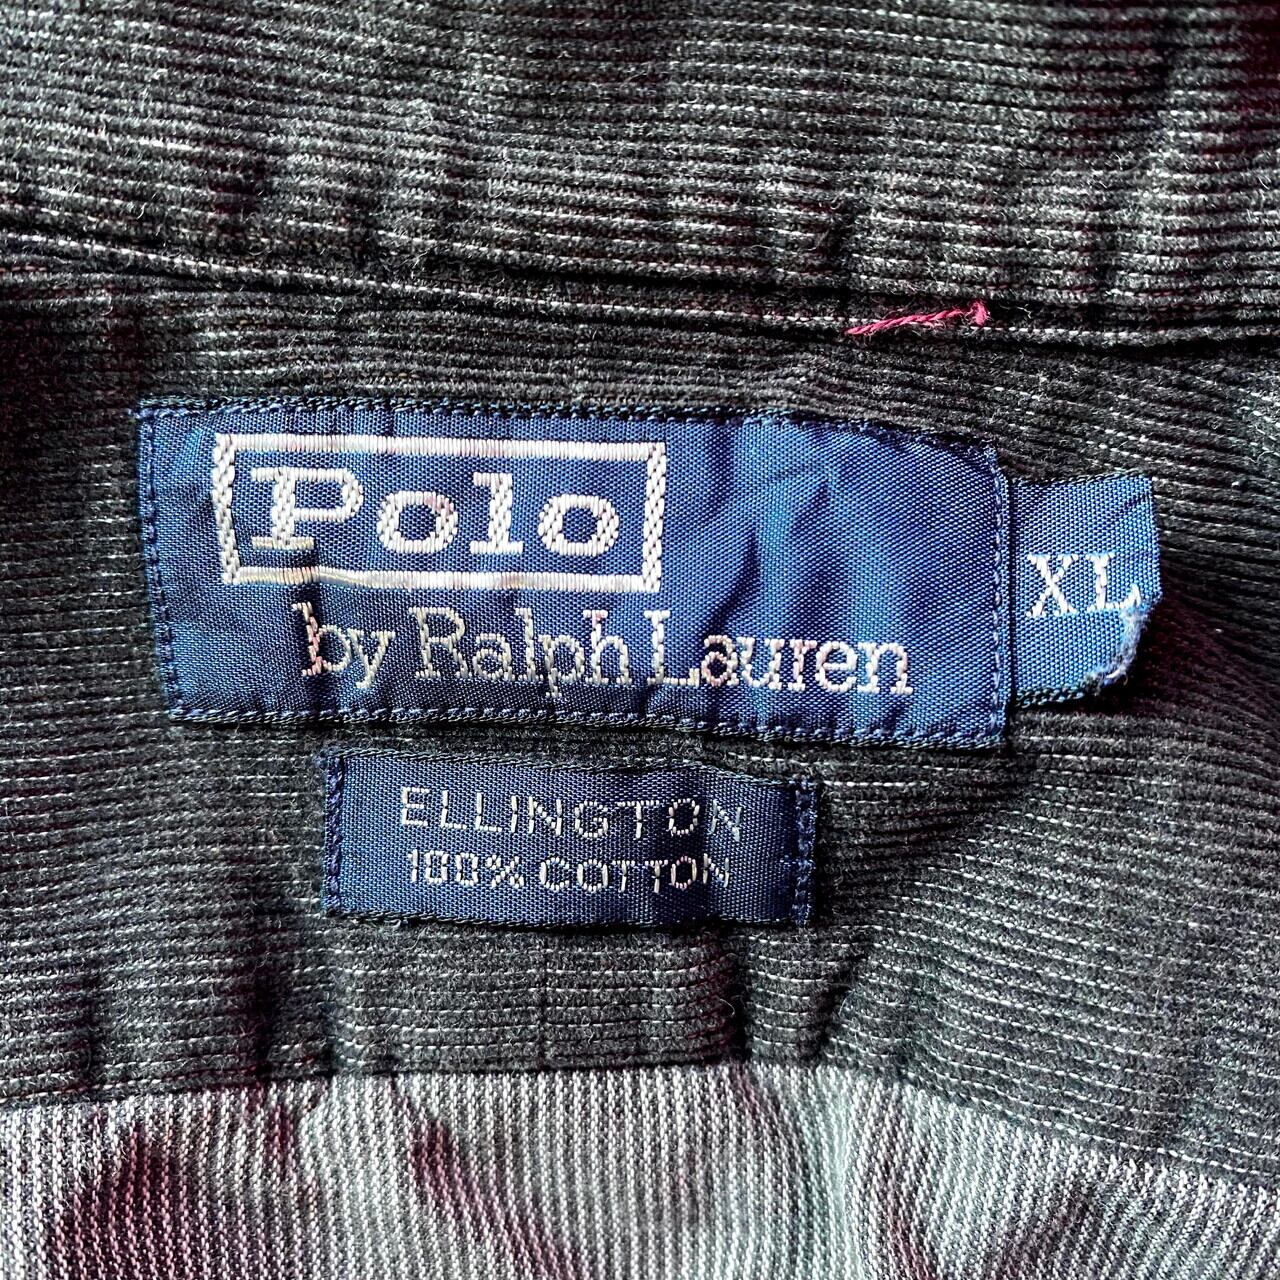 Polo
by Ralph Lauren
XL
ELLINGTON
100% COTTON